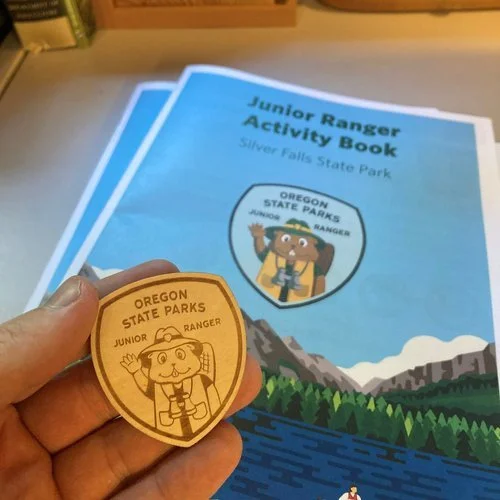 Junior Ranger
Activity Book
Silver Falls State Park
OREGON
STATE PARKS
JUNIOR RANGER
OREGON
STATE PARKS
JUNIOR RANGER